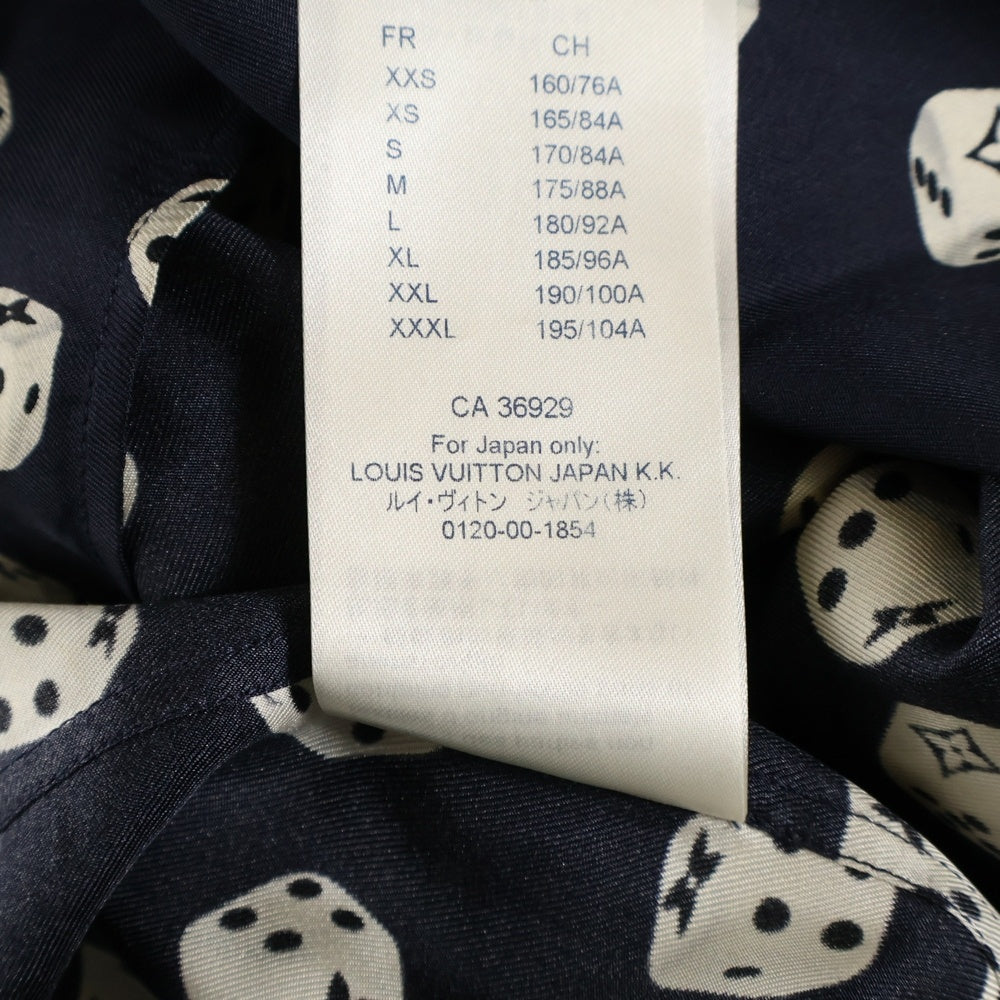 FR CH
XXS 160/76A
XS 165/84A
S 170/84A
M 175/88A
L 180/92A
XL 185/96A
XXL 190/100A
XXXL 195/104A
CA 36929
For Japan only:
LOUIS VUITTON JAPAN K.K.
ルイ・ヴィトン ジャパン(株)
0120-00-1854